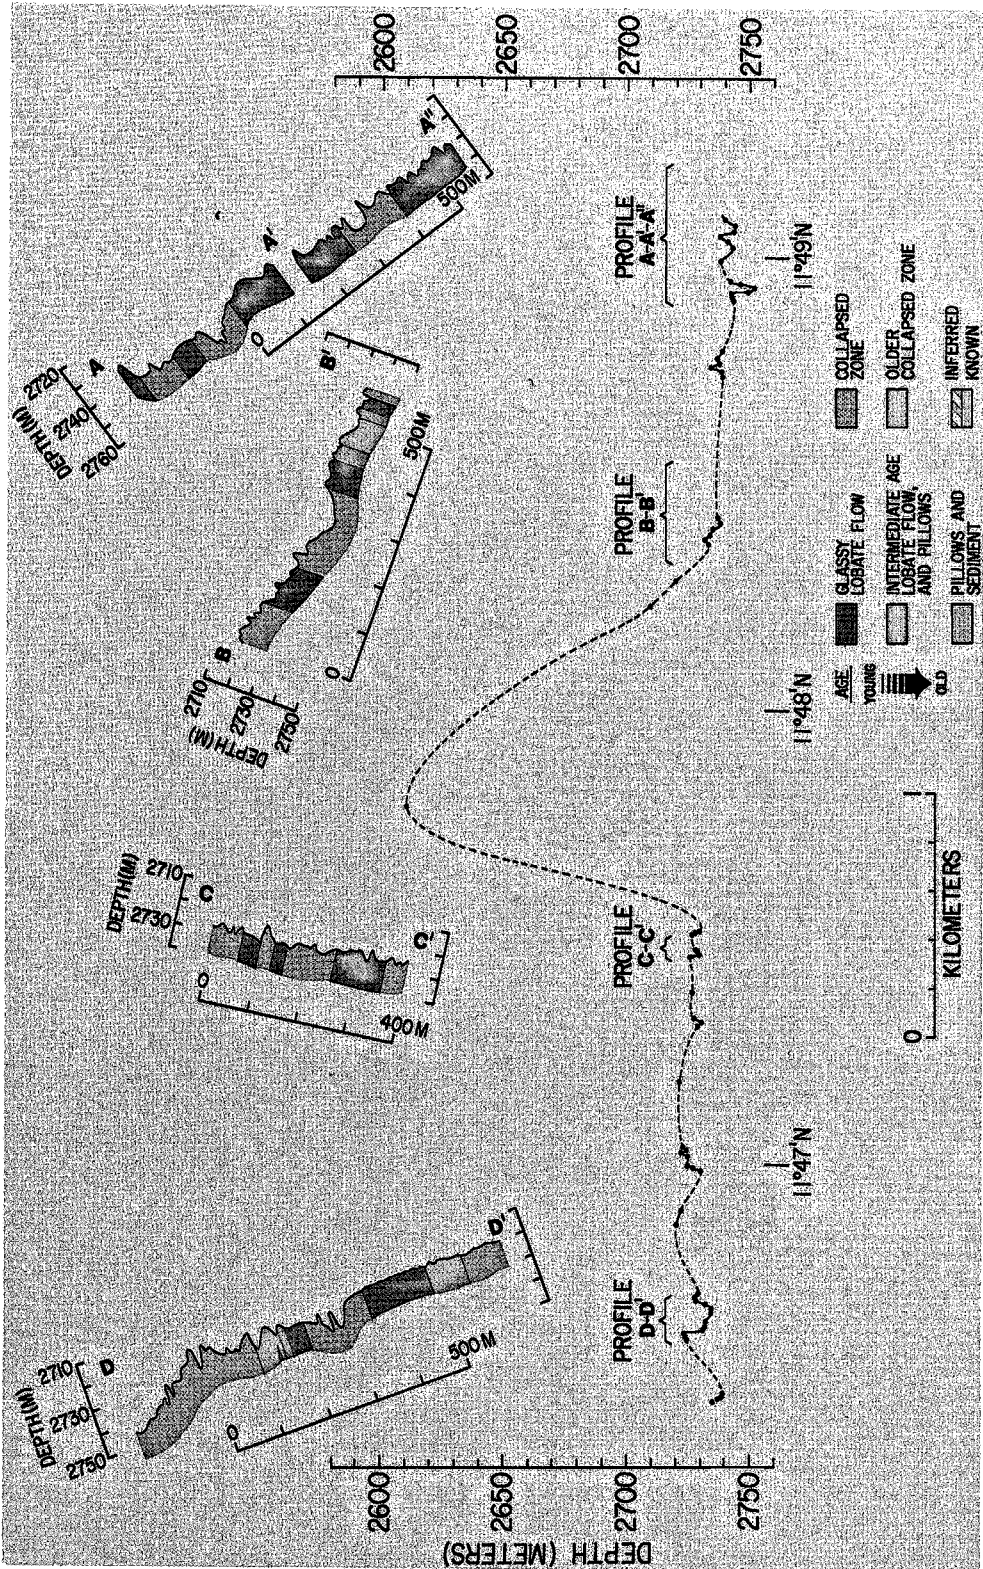 DEPTH(M)
2710
2730
2750
D
D'
0
500M
DEPTH(M)
2710
2730
C
C'
0
400M
2710
2730
2750
DEPTH(M)
B
B'
0
500M
2720
2740
2760
DEPTH(M)
A
A'
A''
0
500M
DEPTH (METERS)
2600
2650
2700
2750
2600
2650
2700
2750
PROFILE
D-D'
PROFILE
C-C'
PROFILE
B-B'
PROFILE
A-A'-A''
11°47'N
11°48'N
11°49'N
0
1
KILOMETERS
AGE
YOUNG
OLD
GLASSY
LOBATE FLOW
INTERMEDIATE AGE
LOBATE FLOW,
AND PILLOWS
PILLOWS AND
SEDIMENT
COLLAPSED
ZONE
OLDER
COLLAPSED ZONE
INFERRED
KNOWN